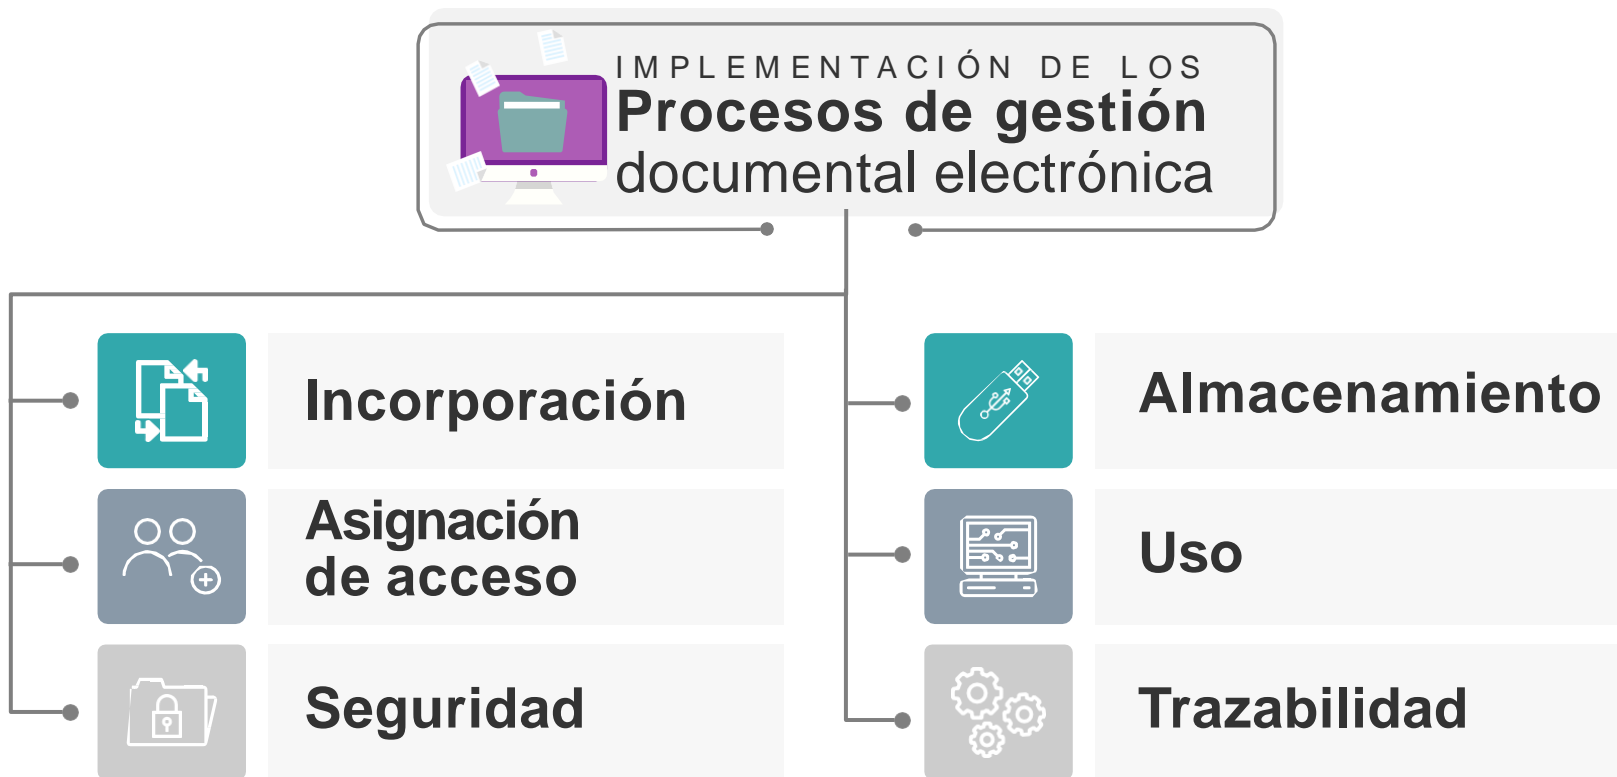 IMPLEMENTACIÓN DE LOS
Procesos de gestión
documental electrónica
Incorporación
Asignación
de acceso
Seguridad
Almacenamiento
Uso
Trazabilidad